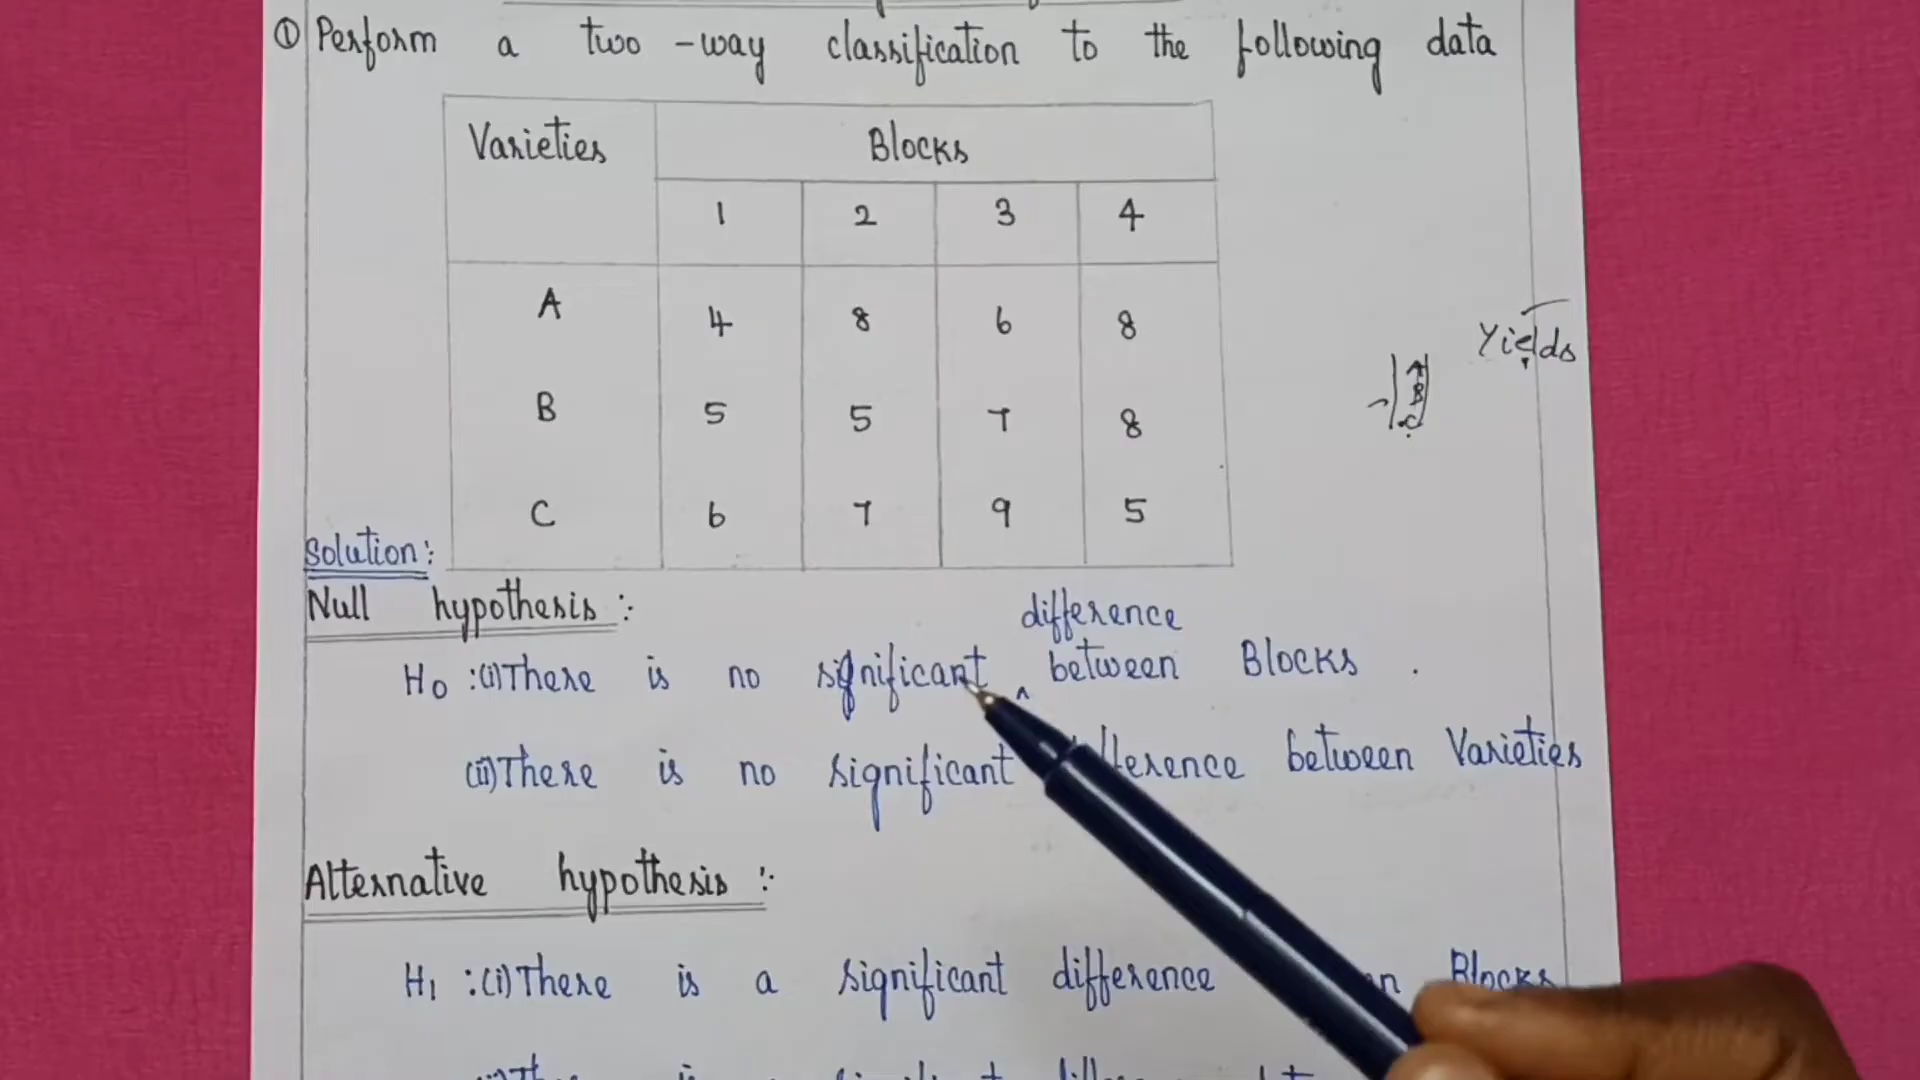 ① Perform a two-way classification to the following data
Varieties Blocks
1 2 3 4
A 4 8 6 8
B 5 5 7 8
C 6 7 9 5
Yields
A
B
C
Solution:
Null hypothesis:
difference
H0 :(i)There is no significant ^ between Blocks.
(ii)There is no significant difference between Varieties
Alternative hypothesis:
H1 :(i)There is a significant difference Blocks